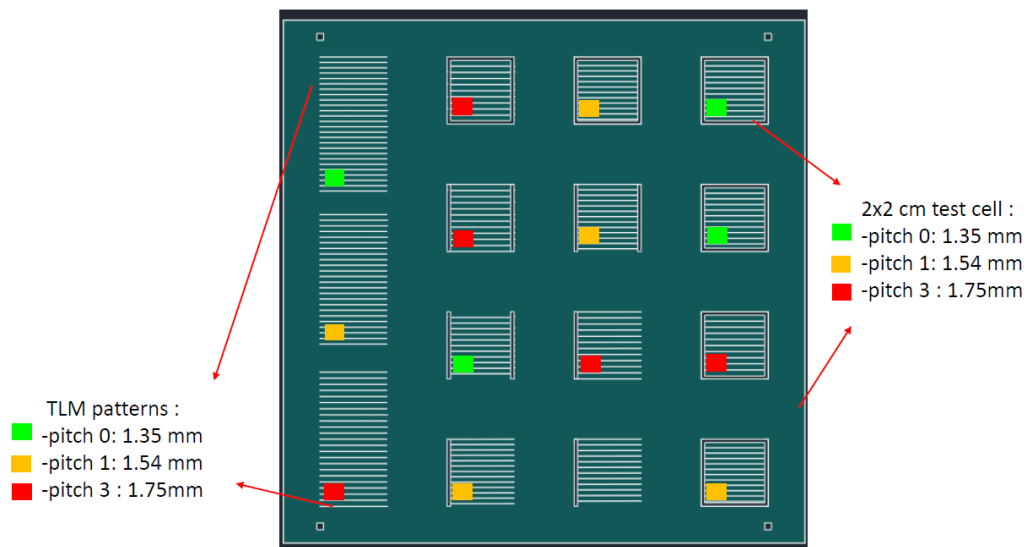 2x2 cm test cell :
-pitch 0: 1.35 mm
-pitch 1: 1.54 mm
-pitch 3 : 1.75mm
TLM patterns :
-pitch 0: 1.35 mm
-pitch 1: 1.54 mm
-pitch 3 : 1.75mm